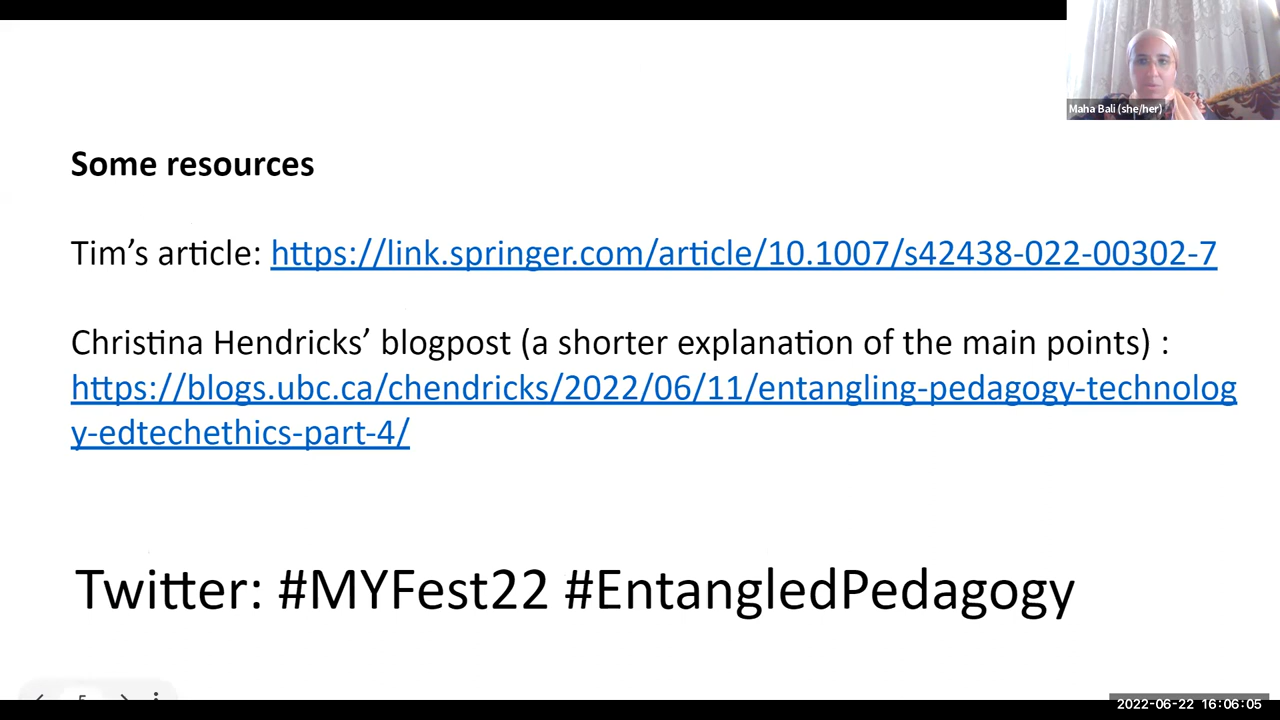 Maha Bali (she/her)
Some resources
Tim’s article: https://link.springer.com/article/10.1007/s42438-022-00302-7
Christina Hendricks’ blogpost (a shorter explanation of the main points) :
https://blogs.ubc.ca/chendricks/2022/06/11/entangling-pedagogy-technolog
y-edtechethics-part-4/
Twitter: #MYFest22 #EntangledPedagogy
5
2022-06-22 16:06:05